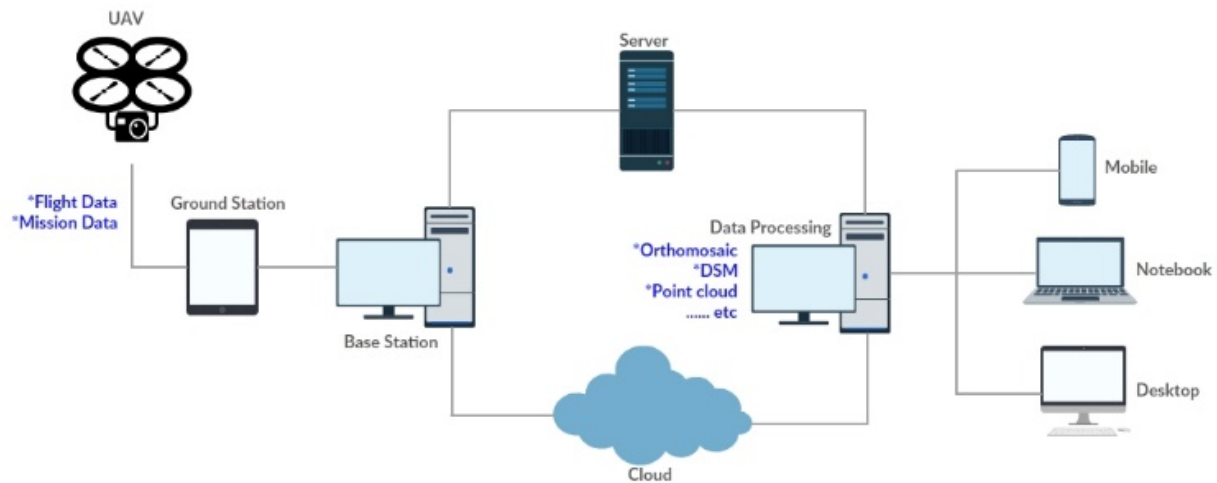 UAV
Server
*Flight Data
*Mission Data
Ground Station
Base Station
Data Processing
*Orthomosaic
*DSM
*Point cloud
...... etc
Cloud
Mobile
Notebook
Desktop